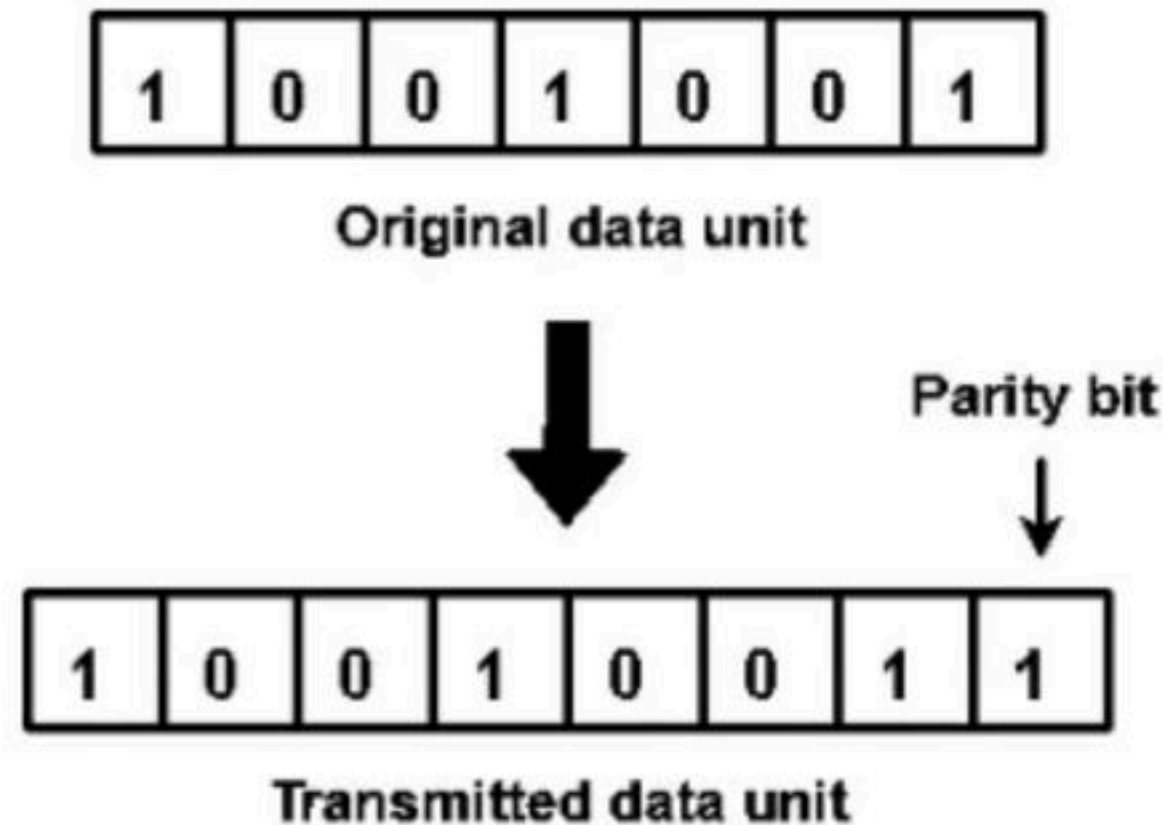 1 0 0 1 0 0 1
Original data unit
Parity bit
1 0 0 1 0 0 1 1
Transmitted data unit